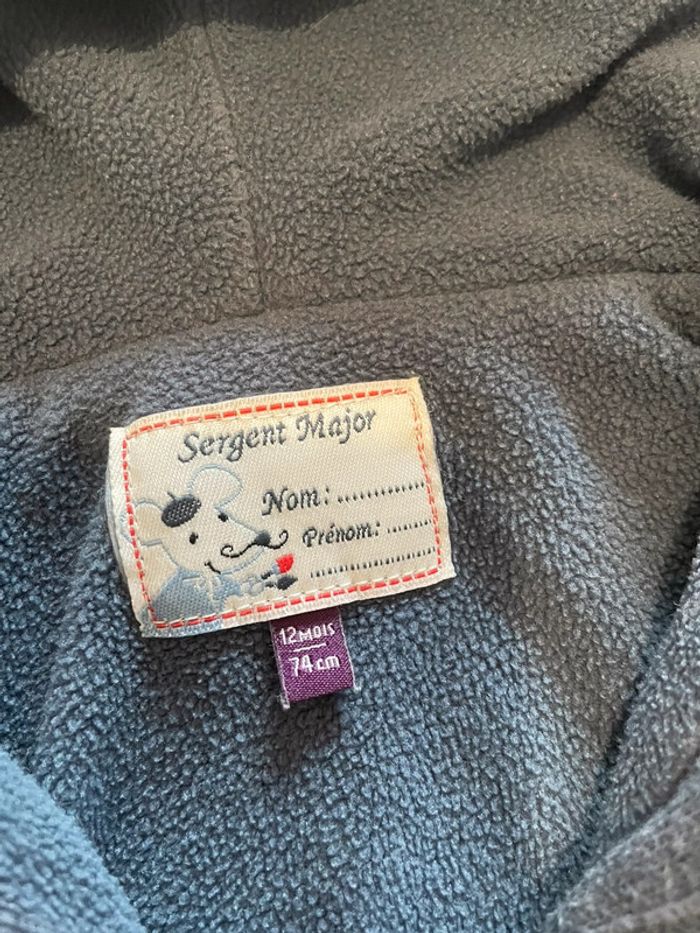 Sergent Major
Nom: .............
Prénom: ........
......................
12 MOIS
74 cm